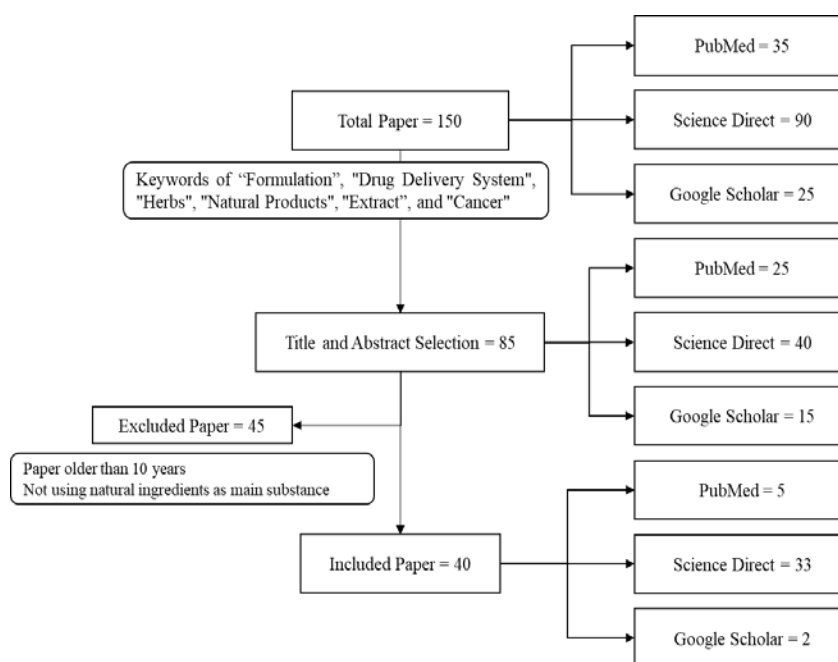 PubMed = 35
Total Paper = 150
Science Direct = 90
Keywords of “Formulation”, "Drug Delivery System",
"Herbs", "Natural Products", "Extract”, and "Cancer"
Google Scholar = 25
PubMed = 25
Title and Abstract Selection = 85
Science Direct = 40
Google Scholar = 15
Excluded Paper = 45
Paper older than 10 years
Not using natural ingredients as main substance
PubMed = 5
Included Paper = 40
Science Direct = 33
Google Scholar = 2